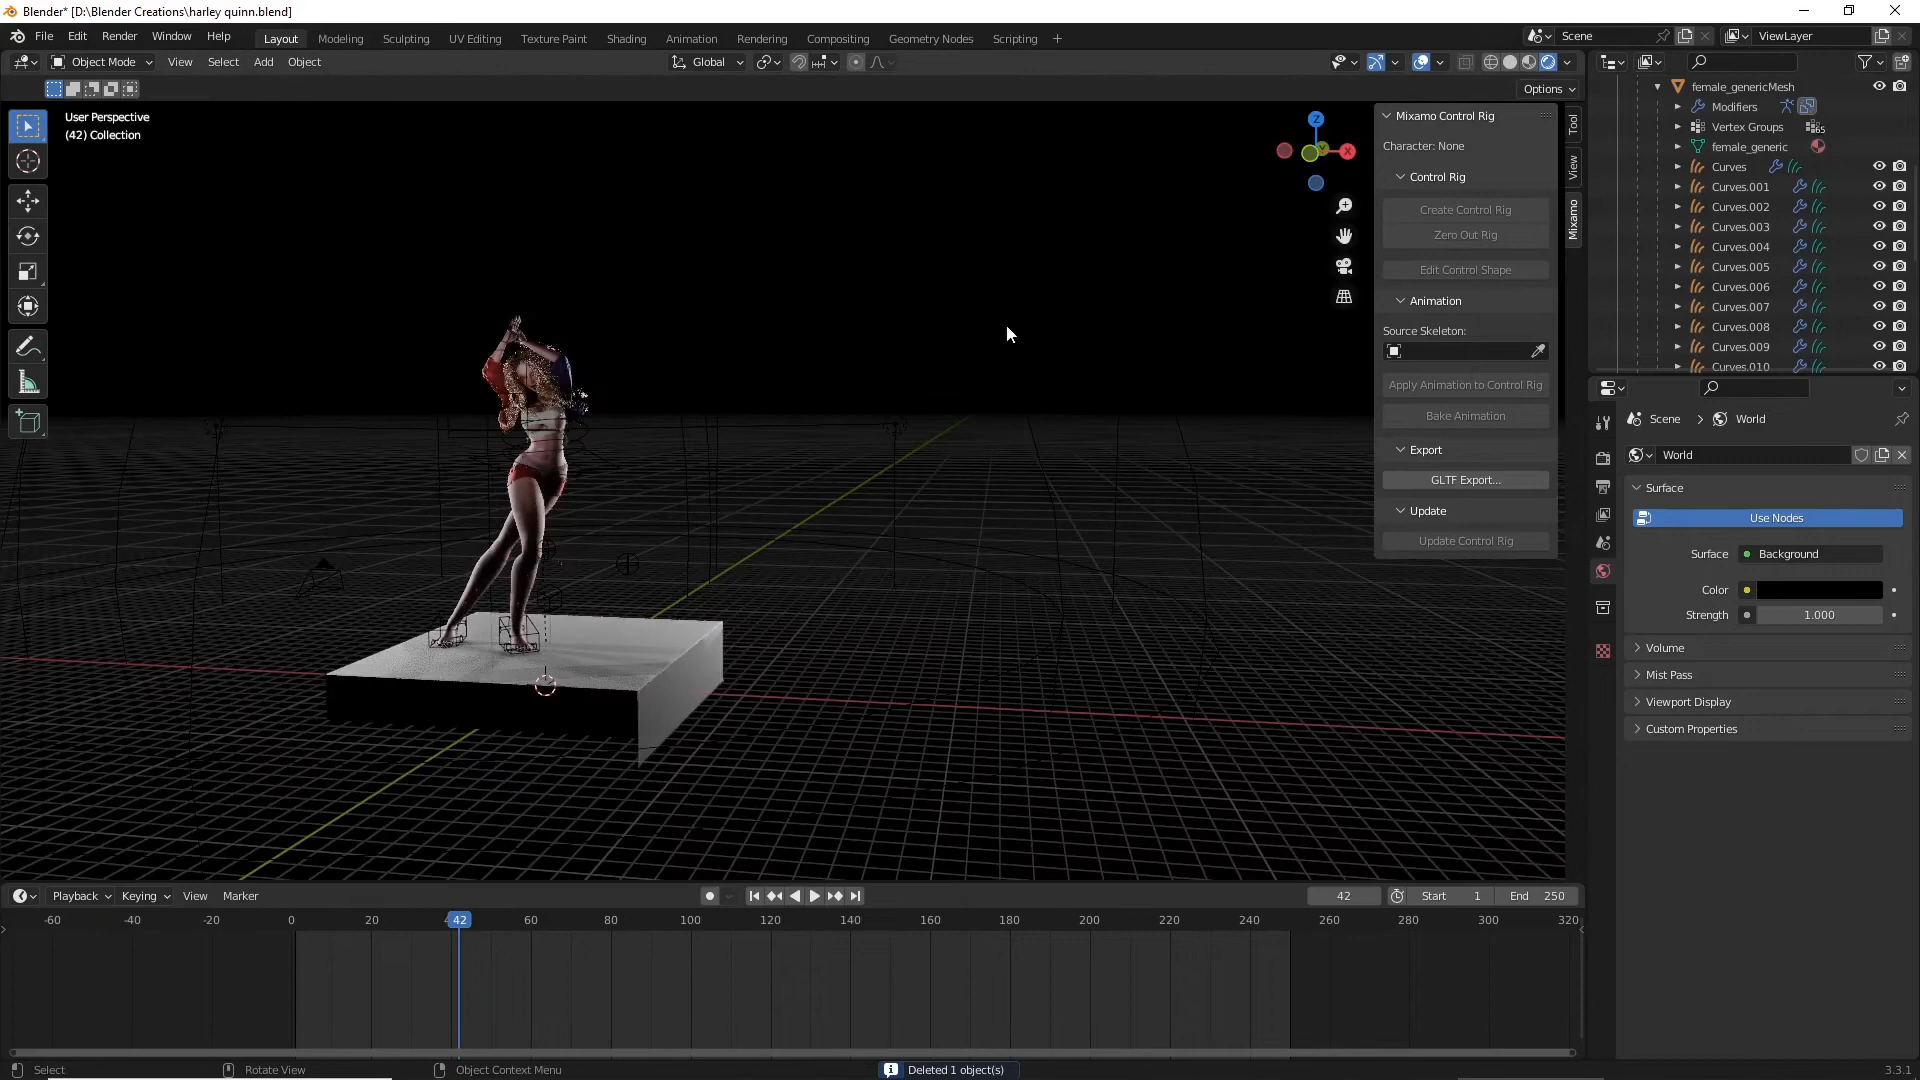 Blender* [D:\Blender Creations\harley quinn.blend]
File Edit Render Window Help Layout Modeling Sculpting UV Editing Texture Paint Shading Animation Rendering Compositing Geometry Nodes Scripting + Scene ViewLayer
Object Mode View Select Add Object Global
Options
User Perspective
(42) Collection
Z
X
Mixamo Control Rig
Character: None
Control Rig
Create Control Rig
Zero Out Rig
Edit Control Shape
Animation
Source Skeleton:
Apply Animation to Control Rig
Bake Animation
Export
GLTF Export...
Update
Update Control Rig
Tool
View
Mixamo
female_genericMesh
Modifiers
Vertex Groups 65
female_generic
Curves
Curves.001
Curves.002
Curves.003
Curves.004
Curves.005
Curves.006
Curves.007
Curves.008
Curves.009
Curves.010
Scene > World
World
Surface
Use Nodes
Surface Background
Color
Strength 1.000
Volume
Mist Pass
Viewport Display
Custom Properties
Playback Keying View Marker 42 Start 1 End 250
-60 -40 -20 0 20 42 60 80 100 120 140 160 180 200 220 240 260 280 300 320
Select Rotate View Object Context Menu Deleted 1 object(s) 3.3.1